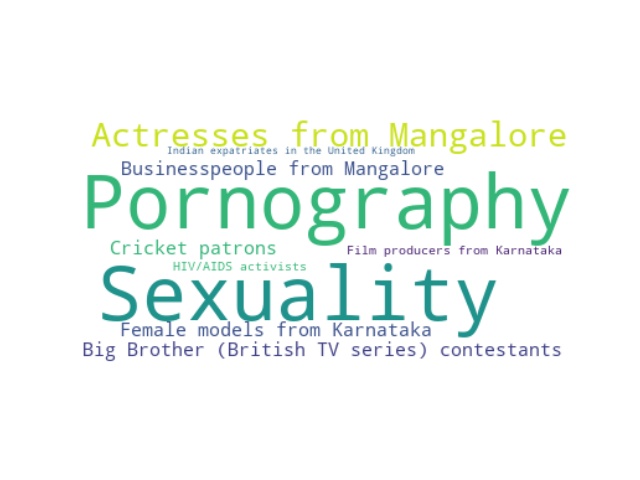 Actresses from Mangalore
Indian expatriates in the United Kingdom
Businesspeople from Mangalore
Pornography
Cricket patrons
Film producers from Karnataka
HIV/AIDS activists
Sexuality
Female models from Karnataka
Big Brother (British TV series) contestants